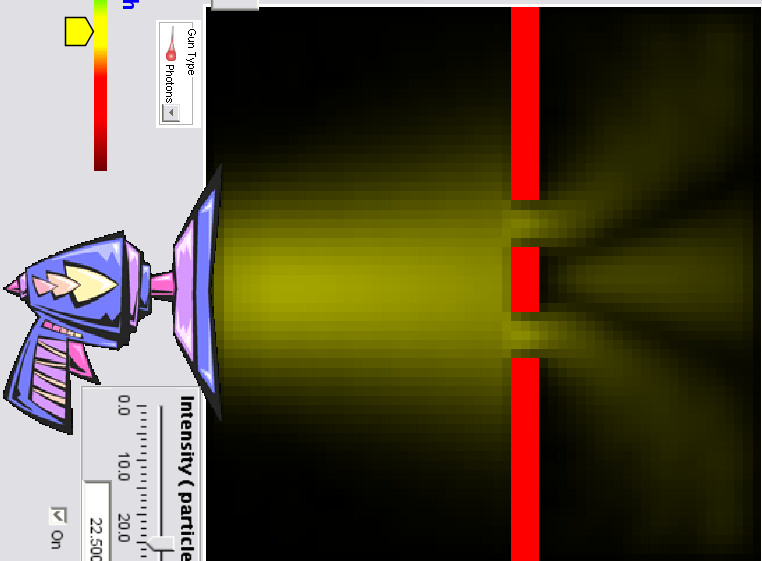 h
Gun Type
Photons
Intensity ( particle
0.0
10.0
20.0
22.500
On